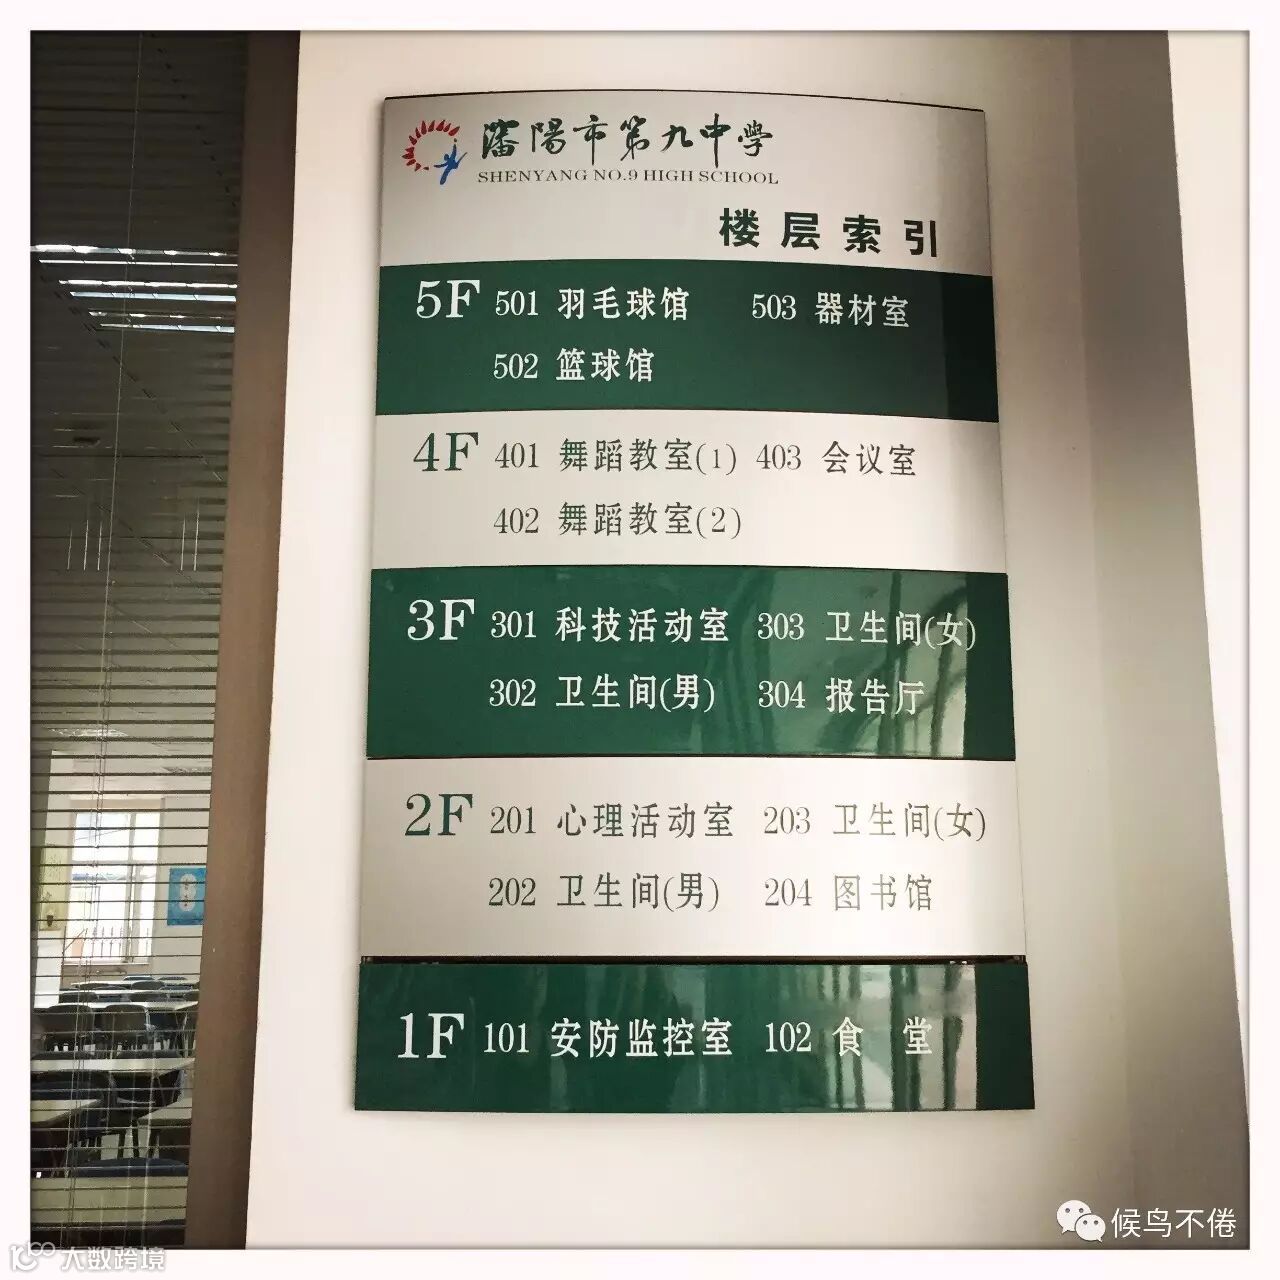 瀋陽市第九中學
SHENYANG NO.9 HIGH SCHOOL
楼层索引
5F 501 羽毛球馆 503 器材室
502 篮球馆
4F 401 舞蹈教室(1) 403 会议室
402 舞蹈教室(2)
3F 301 科技活动室 303 卫生间(女)
302 卫生间(男) 304 报告厅
2F 201 心理活动室 203 卫生间(女)
202 卫生间(男) 204 图书馆
1F 101 安防监控室 102 食 堂
候鸟不倦
大数跨境